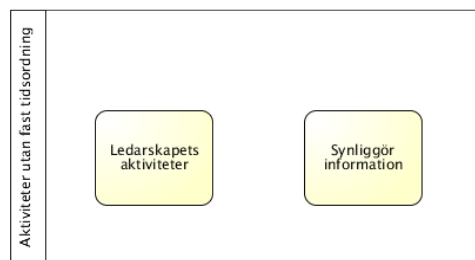 Aktiviteter utan fast tidsordning
Ledarskapets
aktiviteter
Synliggör
information